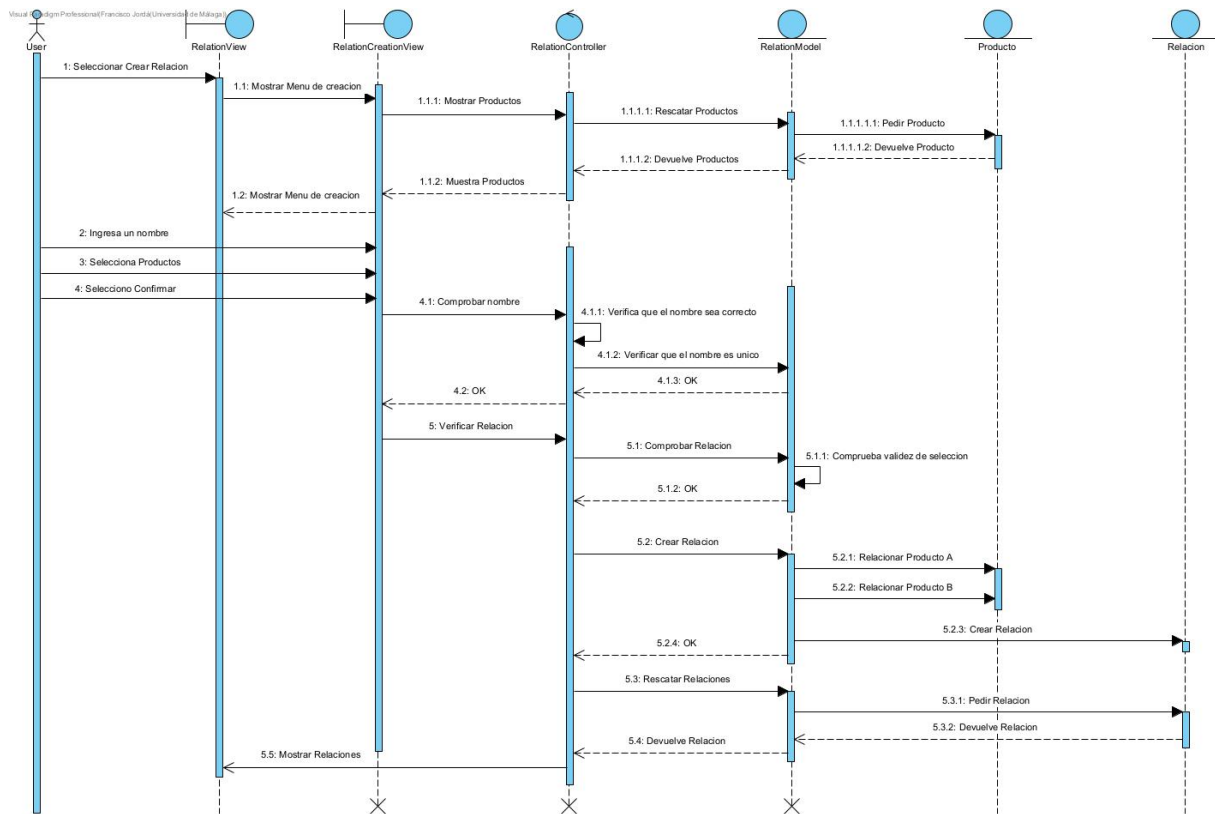 Visual Paradigm Professional(Francisco Jordá(Universidad de Málaga))
User
RelationView
RelationCreationView
RelationController
RelationModel
Producto
Relacion
1: Seleccionar Crear Relacion
1.1: Mostrar Menu de creacion
1.1.1: Mostrar Productos
1.1.1.1: Rescatar Productos
1.1.1.1.1: Pedir Producto
1.1.1.1.2: Devuelve Producto
1.1.1.2: Devuelve Productos
1.1.2: Muestra Productos
1.2: Mostrar Menu de creacion
2: Ingresa un nombre
3: Selecciona Productos
4: Selecciono Confirmar
4.1: Comprobar nombre
4.1.1: Verifica que el nombre sea correcto
4.1.2: Verificar que el nombre es unico
4.1.3: OK
4.2: OK
5: Verificar Relacion
5.1: Comprobar Relacion
5.1.1: Comprueba validez de seleccion
5.1.2: OK
5.2: Crear Relacion
5.2.1: Relacionar Producto A
5.2.2: Relacionar Producto B
5.2.3: Crear Relacion
5.2.4: OK
5.3: Rescatar Relaciones
5.3.1: Pedir Relacion
5.3.2: Devuelve Relacion
5.4: Devuelve Relacion
5.5: Mostrar Relaciones